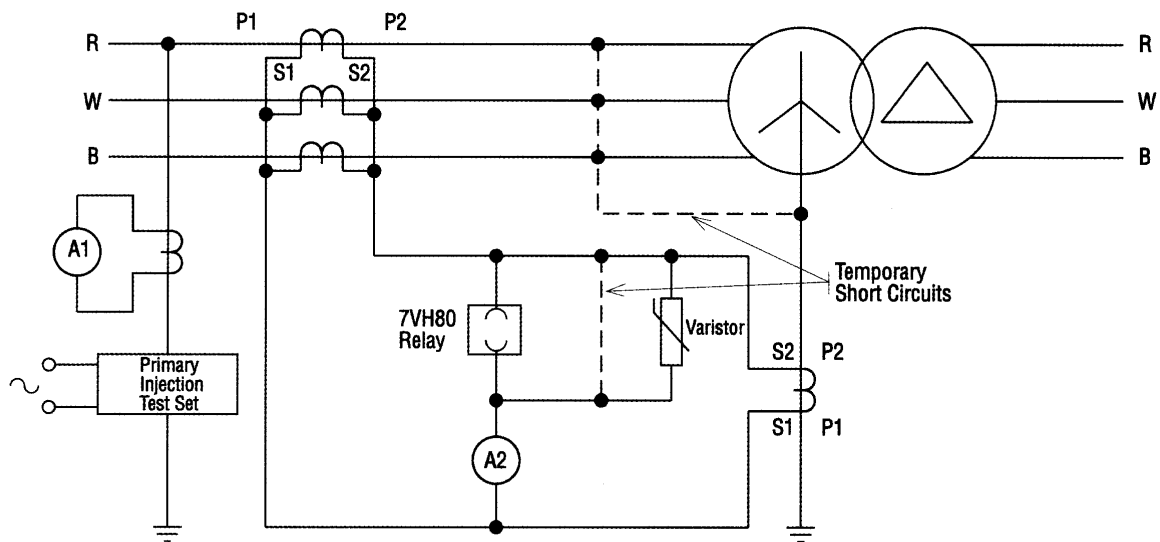 P1 P2
R R
S1 S2
W W
B B
A1
Temporary
Short Circuits
7VH80
Relay
Varistor
Primary
Injection
Test Set
S2 P2
S1 P1
A2